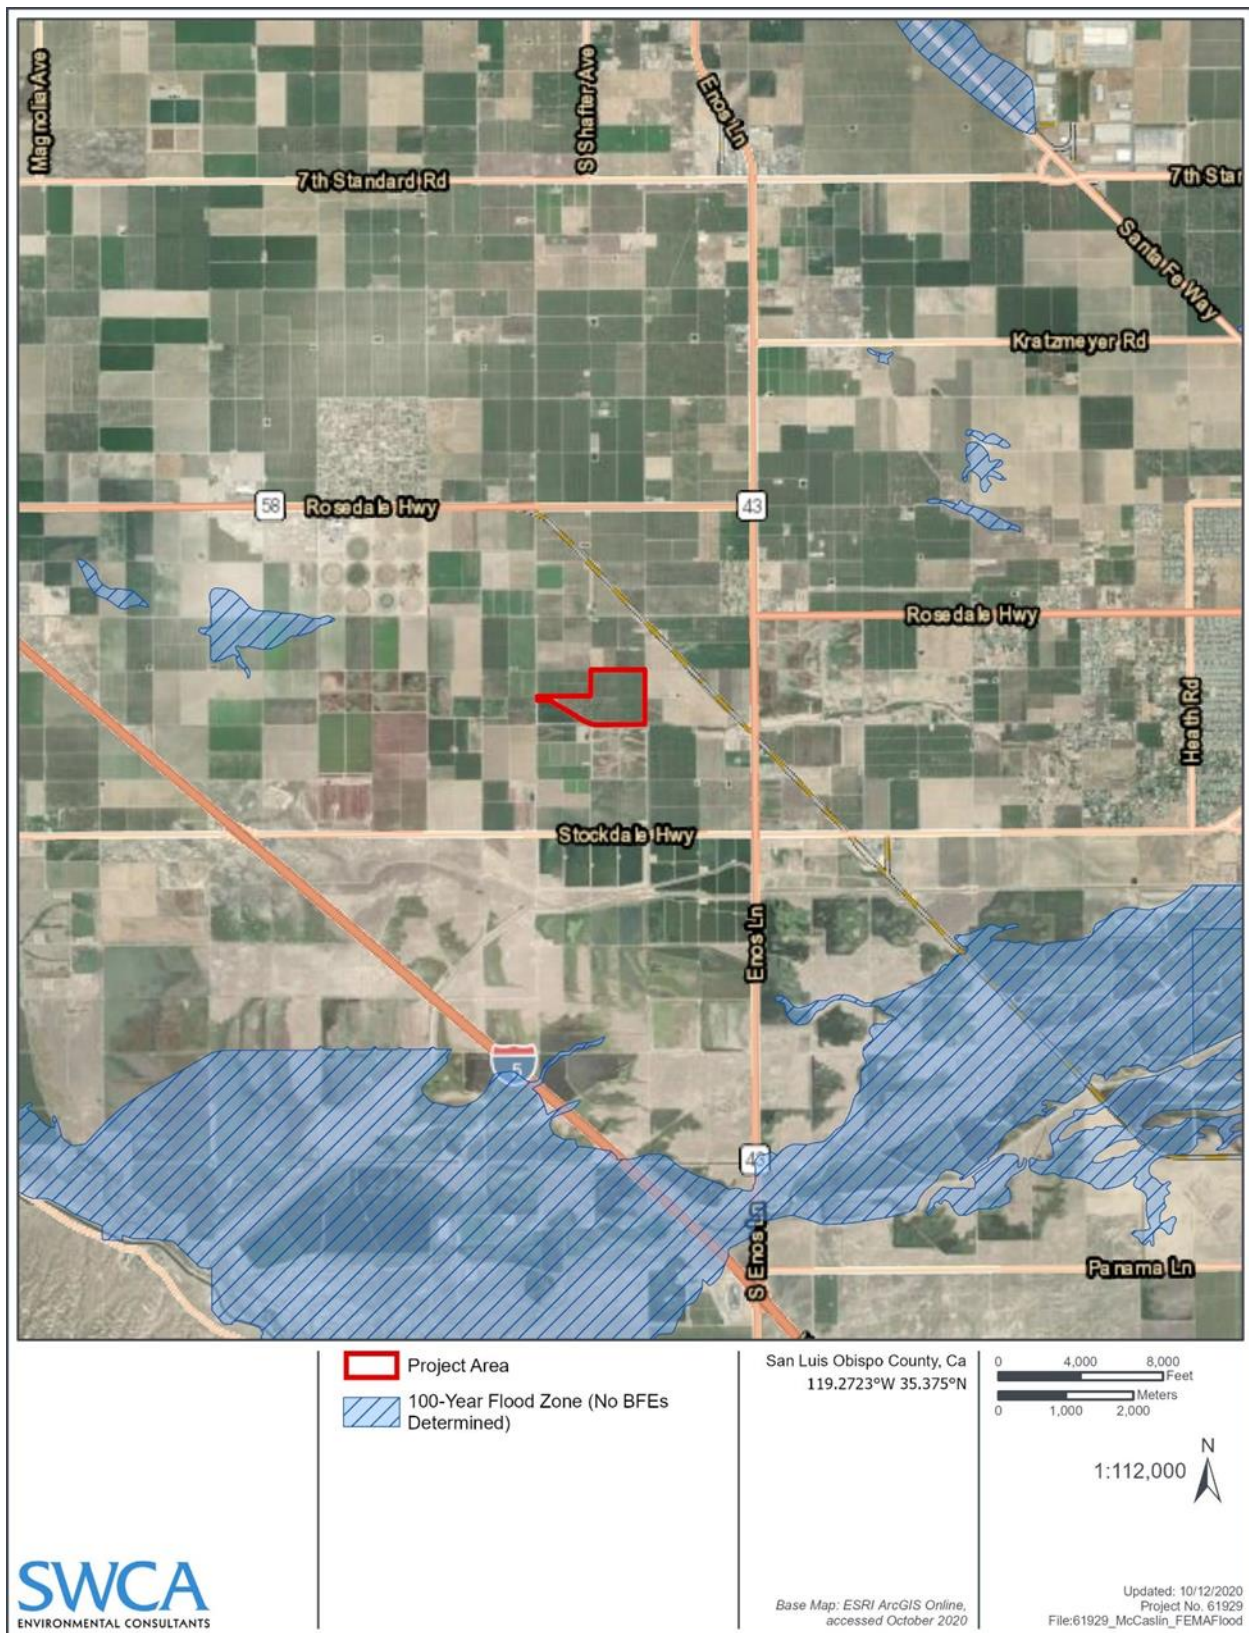 Magnolia Ave
S Shafter Ave
Enos Ln
7th Standard Rd
7th Stan
Santa Fe Way
Kratzmeyer Rd
58
Rosedale Hwy
43
Rosedale Hwy
Heath Rd
Stockdale Hwy
Enos Ln
5
43
S Enos Ln
Panama Ln
Project Area
100-Year Flood Zone (No BFEs
Determined)
San Luis Obispo County, Ca
119.2723°W 35.375°N
0 4,000 8,000
Feet
Meters
0 1,000 2,000
N
1:112,000
SWCA
ENVIRONMENTAL CONSULTANTS
Base Map: ESRI ArcGIS Online,
accessed October 2020
Updated: 10/12/2020
Project No. 61929
File:61929_McCaslin_FEMAFlood